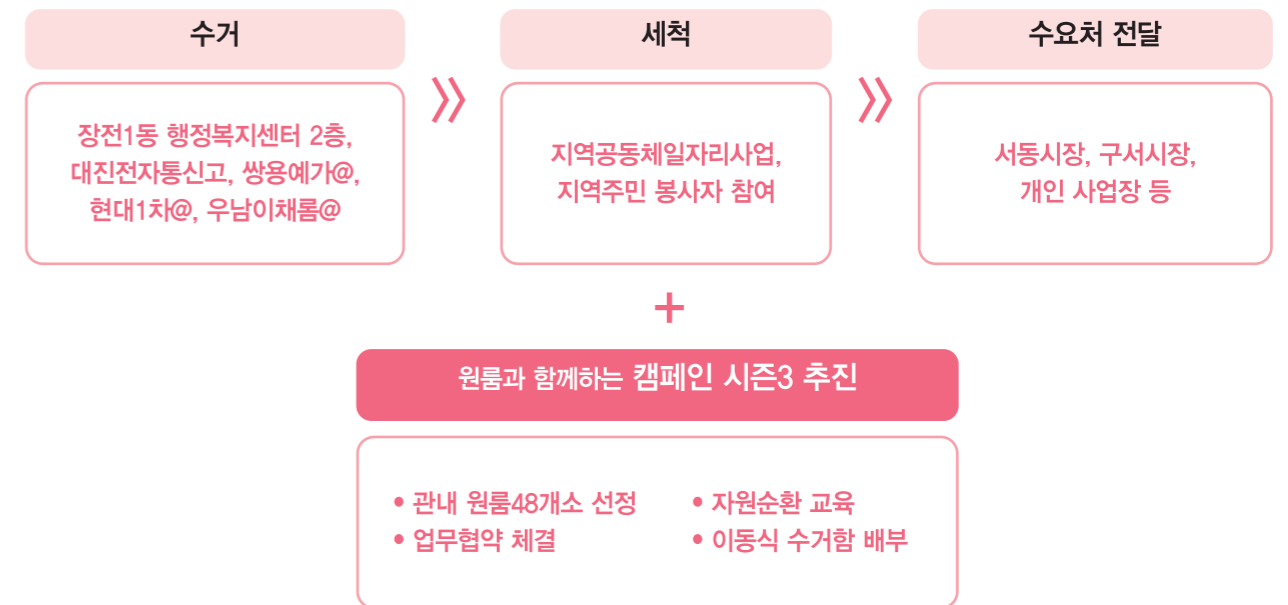 수거
장전1동 행정복지센터 2층,
대진전자통신고, 쌍용예가@,
현대1차@, 우남이채롬@
세척
지역공동체일자리사업,
지역주민 봉사자 참여
수요처 전달
서동시장, 구서시장,
개인 사업장 등
+
원룸과 함께하는 캠페인 시즌3 추진
• 관내 원룸48개소 선정
• 업무협약 체결
• 자원순환 교육
• 이동식 수거함 배부